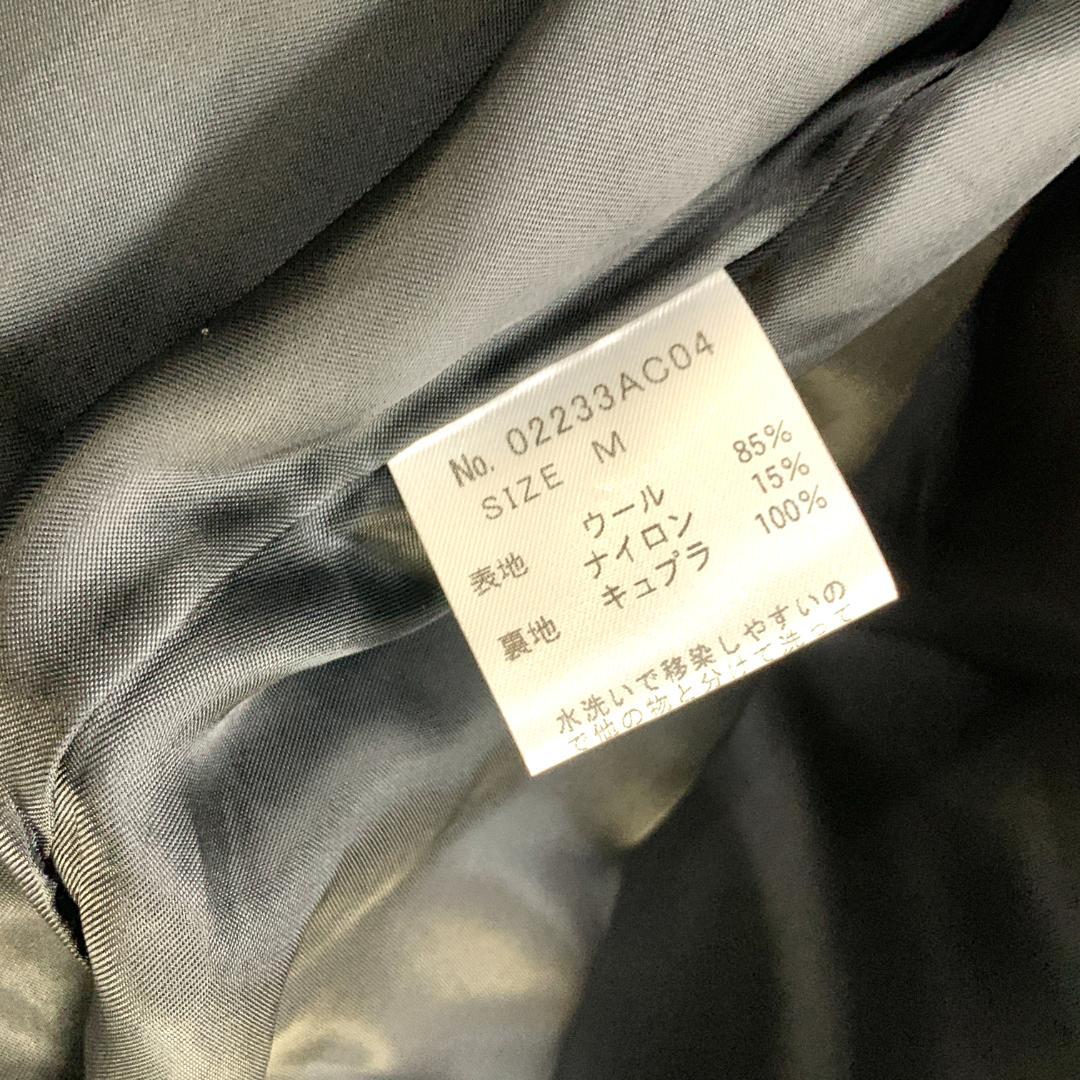 No. 02233AC04
SIZE M
表地 ウール 85%
ナイロン 15%
裏地 キュプラ 100%
水洗いで移染しやすいの
で他の物と分けて洗って